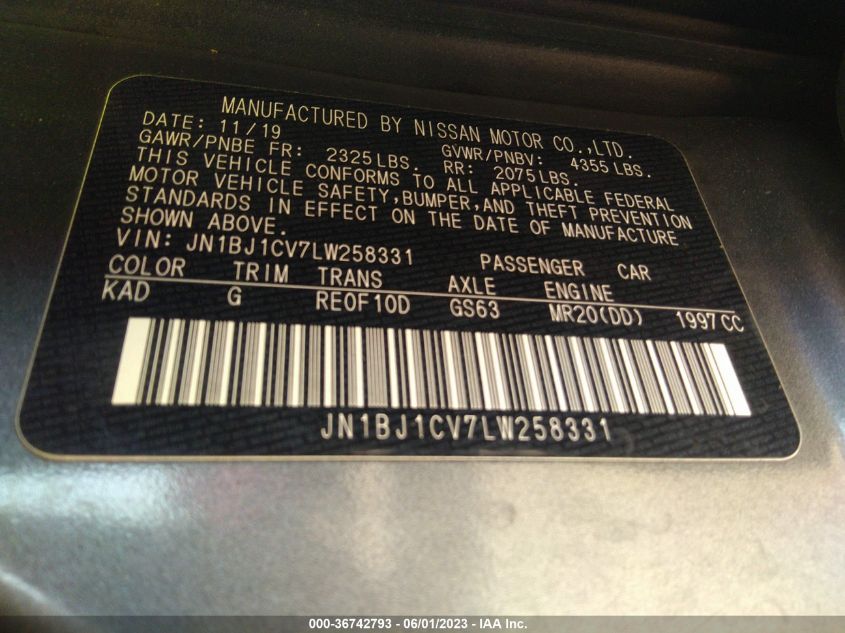 MANUFACTURED BY NISSAN MOTOR CO.,LTD.
DATE: 11/19 GVWR/PNBV: 4355 LBS.
GAWR/PNBE FR: 2325 LBS. RR: 2075 LBS.
THIS VEHICLE CONFORMS TO ALL APPLICABLE FEDERAL
MOTOR VEHICLE SAFETY,BUMPER,AND THEFT PREVENTION
STANDARDS IN EFFECT ON THE DATE OF MANUFACTURE
SHOWN ABOVE.
VIN: JN1BJ1CV7LW258331 PASSENGER CAR
COLOR TRIM TRANS AXLE ENGINE
KAD G RE0F10D GS63 MR20(DD) 1997 CC
JN1BJ1CV7LW258331
000-36742793 - 06/01/2023 - IAA Inc.